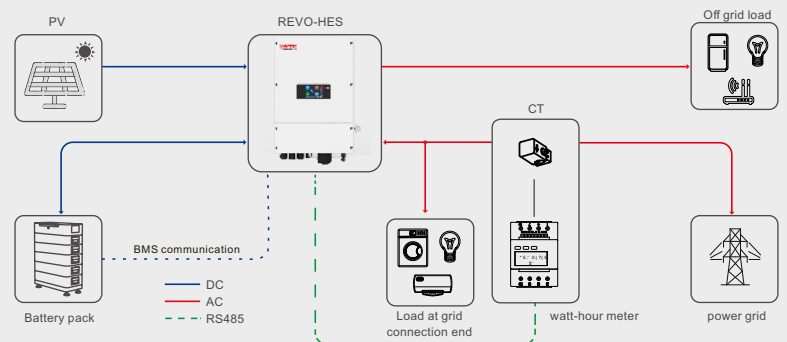 PV
REVO-HES
Off grid load
CT
BMS communication
DC
AC
RS485
Battery pack
Load at grid
connection end
watt-hour meter
power grid